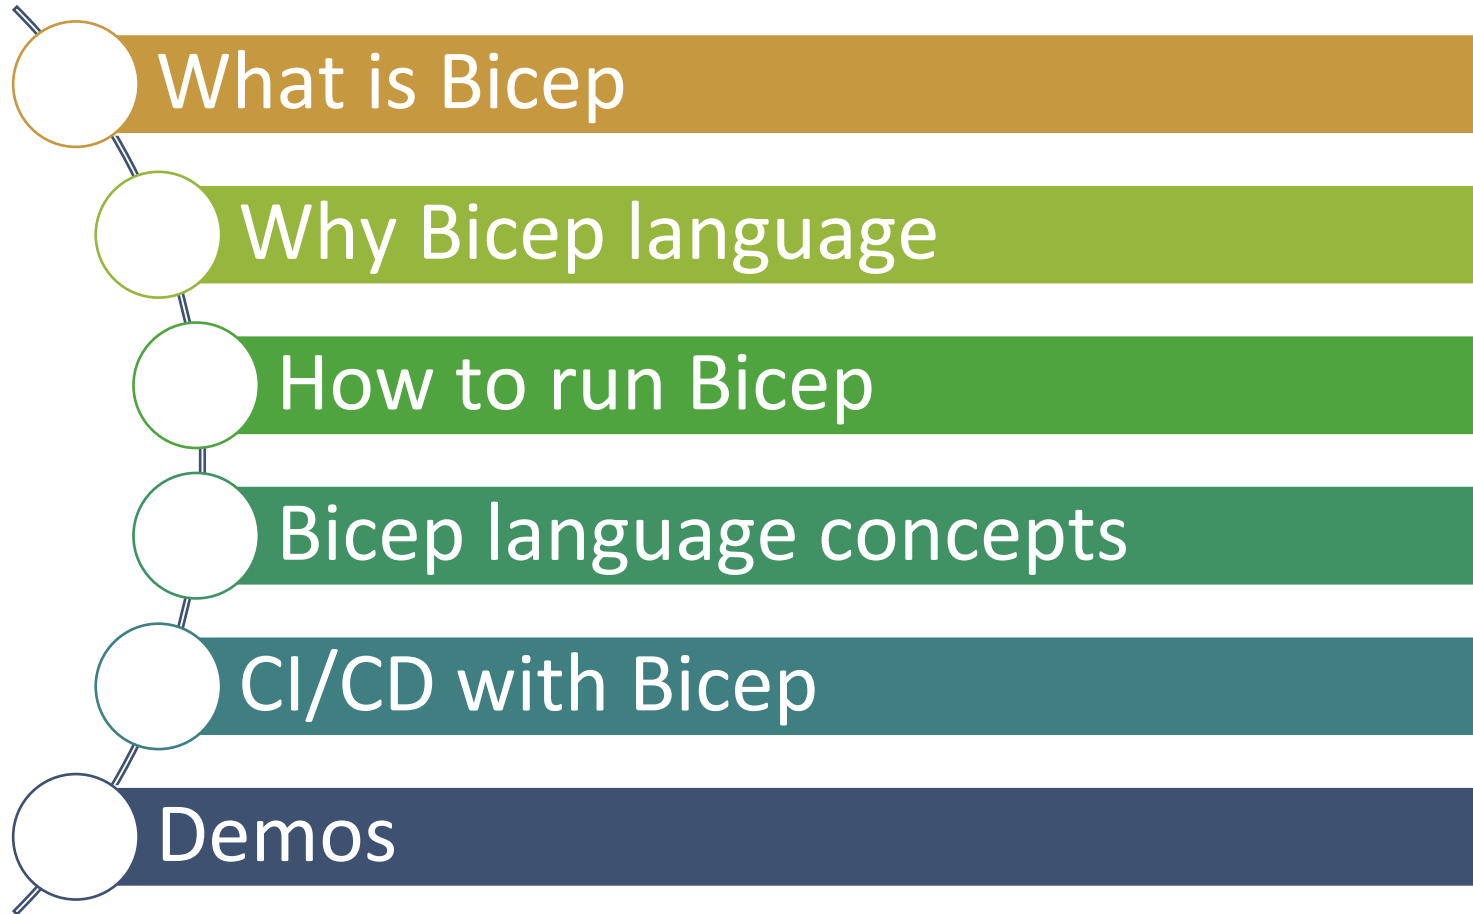 What is Bicep
Why Bicep language
How to run Bicep
Bicep language concepts
CI/CD with Bicep
Demos